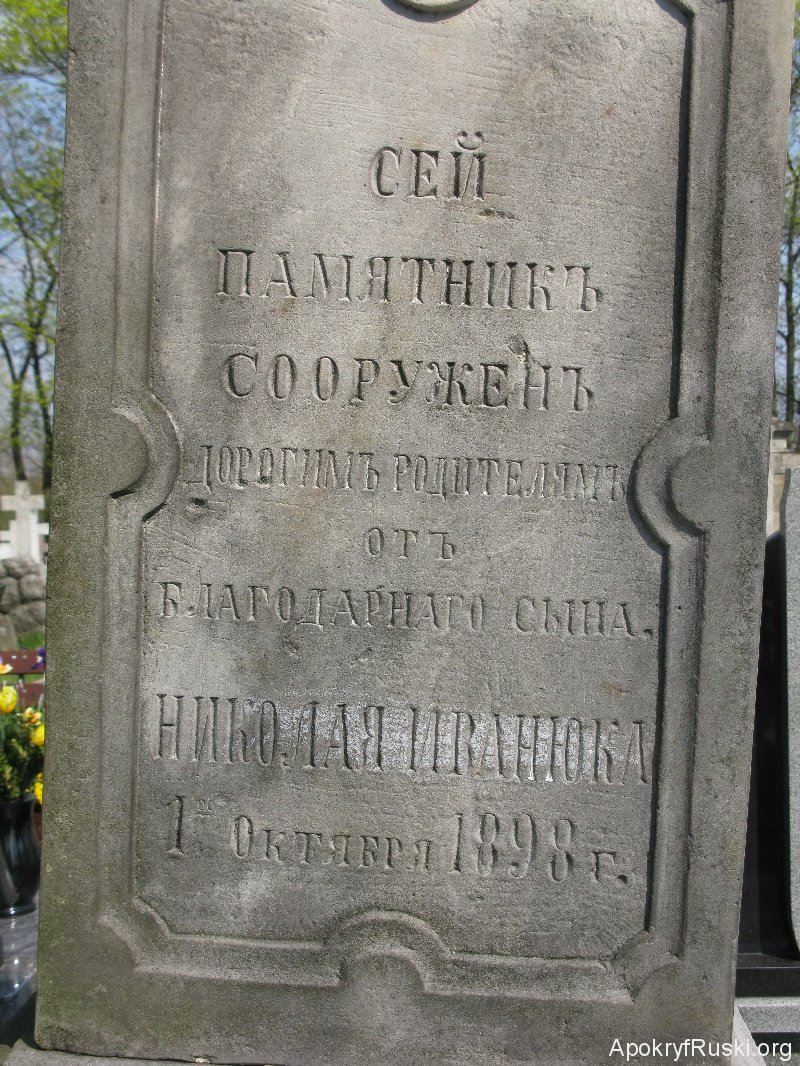 СЕЙ
ПАМЯТНИКЪ
СООРУЖЕНЪ
ДОРОГИМЪ РОДИТЕЛЯМЪ
ОТЪ
БЛАГОДАРНАГО СЫНА.
НИКОЛАЯ ИВАНЮКА
1го ОКТЯБРЯ 1898 г.
ApokryfRuski.org